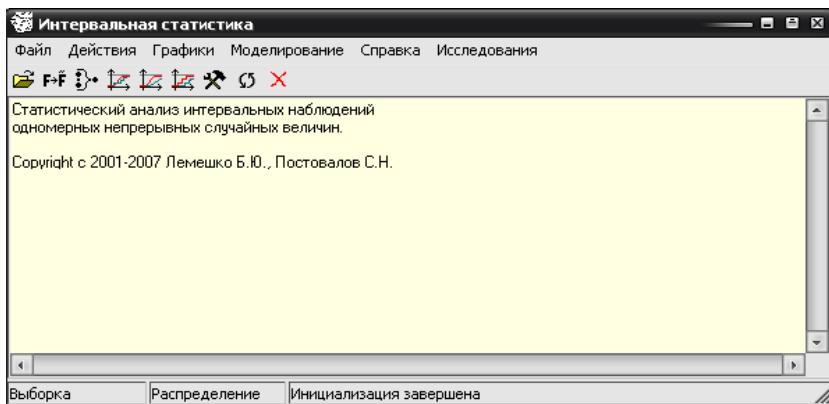 Интервальная статистика
Файл Действия Графики Моделирование Справка Исследования
F→F̂
Статистический анализ интервальных наблюдений
одномерных непрерывных случайных величин.
Copyright с 2001-2007 Лемешко Б.Ю., Постовалов С.Н.
Выборка Распределение Инициализация завершена